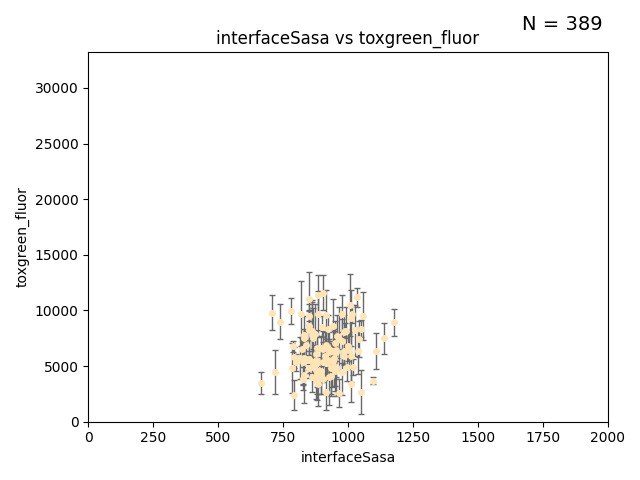 N = 389
interfaceSasa vs toxgreen_fluor
30000
25000
20000
15000
10000
5000
0
toxgreen_fluor
0 250 500 750 1000 1250 1500 1750 2000
interfaceSasa